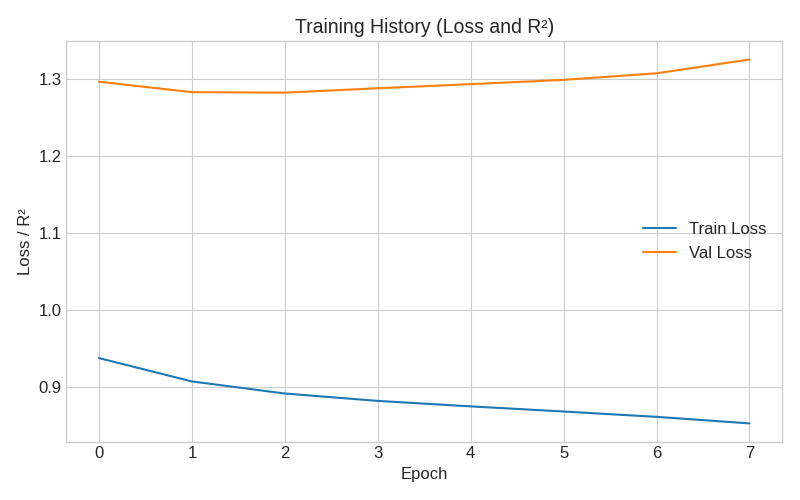 Training History (Loss and R²)
Loss / R²
1.3
1.2
1.1
1.0
0.9
Train Loss
Val Loss
0 1 2 3 4 5 6 7
Epoch